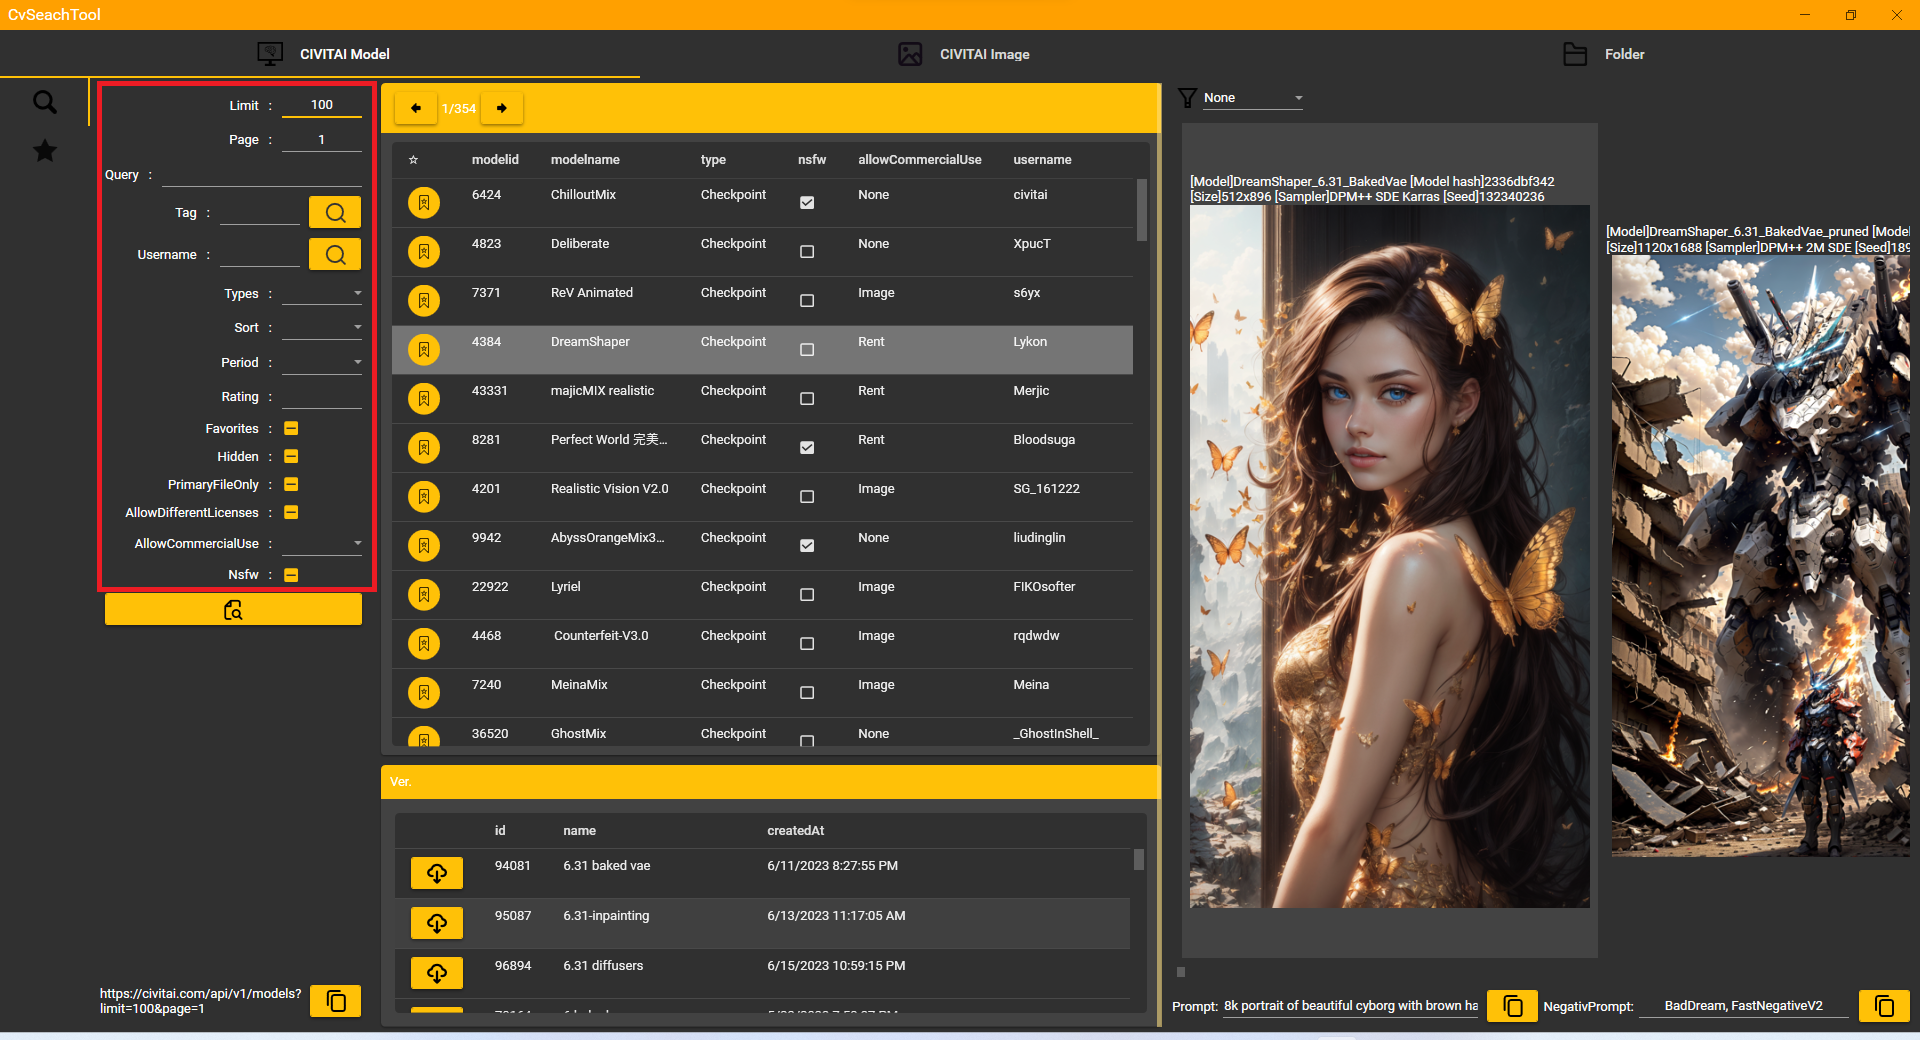 CvSeachTool
CIVITAI Model
CIVITAI Image
Folder
Limit : 100
Page : 1
Query :
Tag :
Username :
Types :
Sort :
Period :
Rating :
Favorites :
Hidden :
PrimaryFileOnly :
AllowDifferentLicenses :
AllowCommercialUse :
Nsfw :
https://civitai.com/api/v1/models?
limit=100&page=1
1/354
modelid modelname type nsfw allowCommercialUse username
6424 ChilloutMix Checkpoint None civitai
4823 Deliberate Checkpoint None XpucT
7371 ReV Animated Checkpoint Image s6yx
4384 DreamShaper Checkpoint Rent Lykon
43331 majicMIX realistic Checkpoint Rent Merjic
8281 Perfect World 完美... Checkpoint Rent Bloodsuga
4201 Realistic Vision V2.0 Checkpoint Image SG_161222
9942 AbyssOrangeMix3... Checkpoint None liudinglin
22922 Lyriel Checkpoint Image FIKOsofter
4468 Counterfeit-V3.0 Checkpoint Image rqdwdw
7240 MeinaMix Checkpoint Image Meina
36520 GhostMix Checkpoint None _GhostInShell_
Ver.
id name createdAt
94081 6.31 baked vae 6/11/2023 8:27:55 PM
95087 6.31-inpainting 6/13/2023 11:17:05 AM
96894 6.31 diffusers 6/15/2023 10:59:15 PM
None
[Model]DreamShaper_6.31_BakedVae [Model hash]2336dbf342
[Size]512x896 [Sampler]DPM++ SDE Karras [Seed]132340236
[Model]DreamShaper_6.31_BakedVae_pruned [Model
[Size]1120x1688 [Sampler]DPM++ 2M SDE [Seed]189
Prompt: 8k portrait of beautiful cyborg with brown ha
NegativPrompt: BadDream, FastNegativeV2